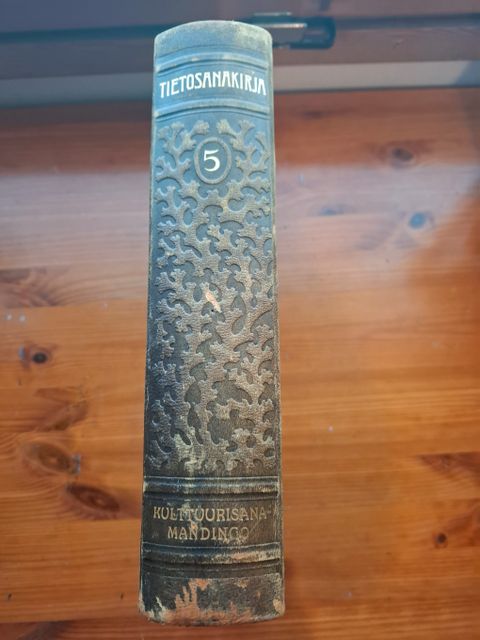 TIETOSANAKIRJA
5
KULTTUURISANA-
MANDINGO